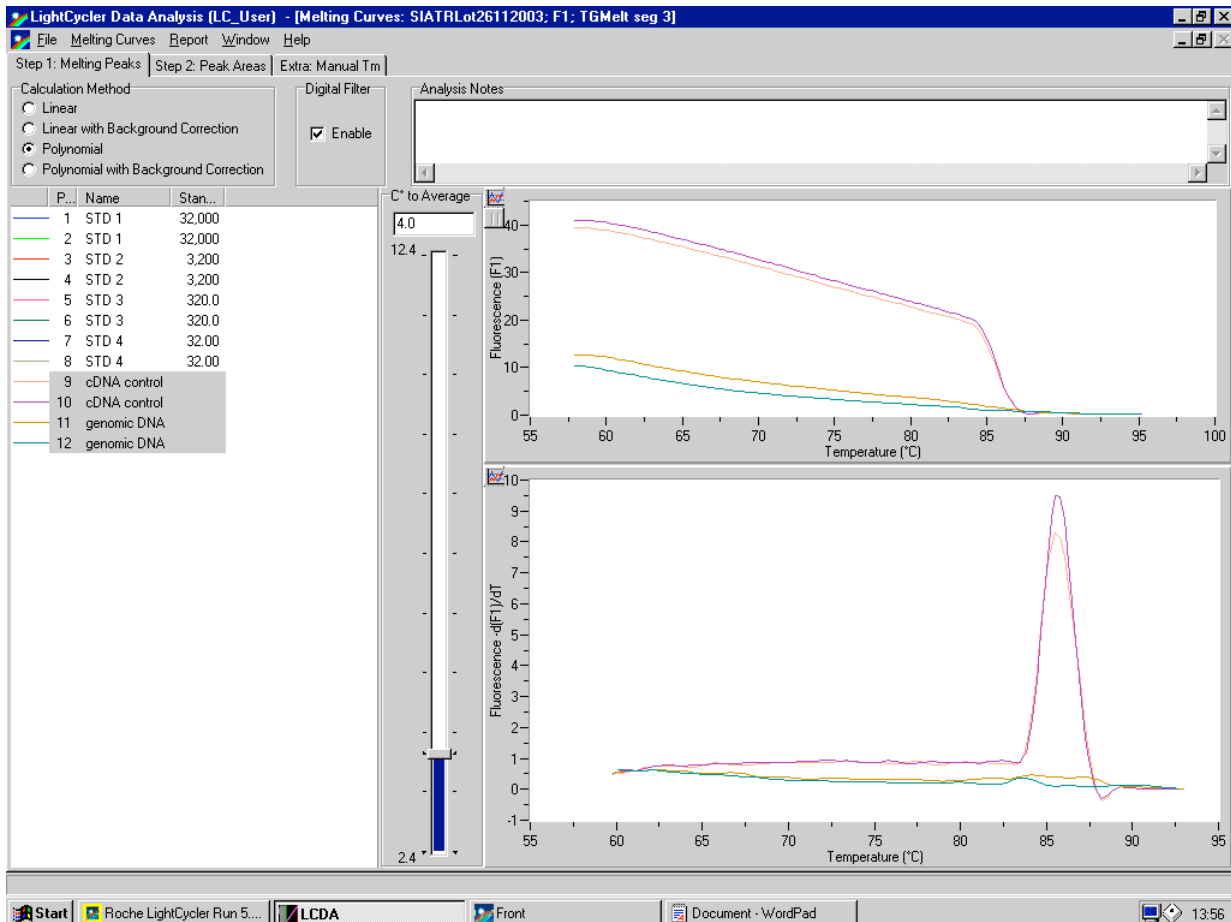 LightCycler Data Analysis (LC_User) - [Melting Curves: SIATRLot26112003; F1; TGMelt seg 3]
File Melting Curves Report Window Help
Step 1: Melting Peaks Step 2: Peak Areas Extra: Manual Tm
Calculation Method
Linear
Linear with Background Correction
Polynomial
Polynomial with Background Correction
Digital Filter
Enable
Analysis Notes
P... Name Stan...
1 STD 1 32,000
2 STD 1 32,000
3 STD 2 3,200
4 STD 2 3,200
5 STD 3 320.0
6 STD 3 320.0
7 STD 4 32.00
8 STD 4 32.00
9 cDNA control
10 cDNA control
11 genomic DNA
12 genomic DNA
C° to Average
4.0
12.4
2.4
Fluorescence (F1)
40
30
20
10
0
55 60 65 70 75 80 85 90 95 100
Temperature (°C)
Fluorescence -d(F1)/dT
10
9
8
7
6
5
4
3
2
1
0
-1
55 60 65 70 75 80 85 90 95
Temperature (°C)
Start Roche LightCycler Run 5.... LCDA Front Document - WordPad 13:56